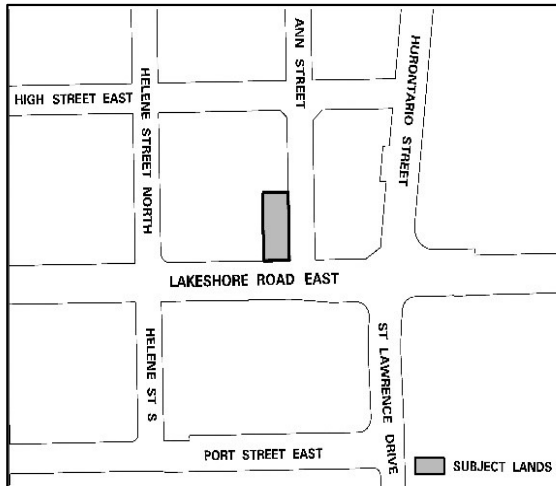 ANN STREET
HURONTARIO STREET
HIGH STREET EAST
HELENE STREET NORTH
LAKESHORE ROAD EAST
HELENE ST S
ST LAWRENCE DRIVE
PORT STREET EAST
SUBJECT LANDS